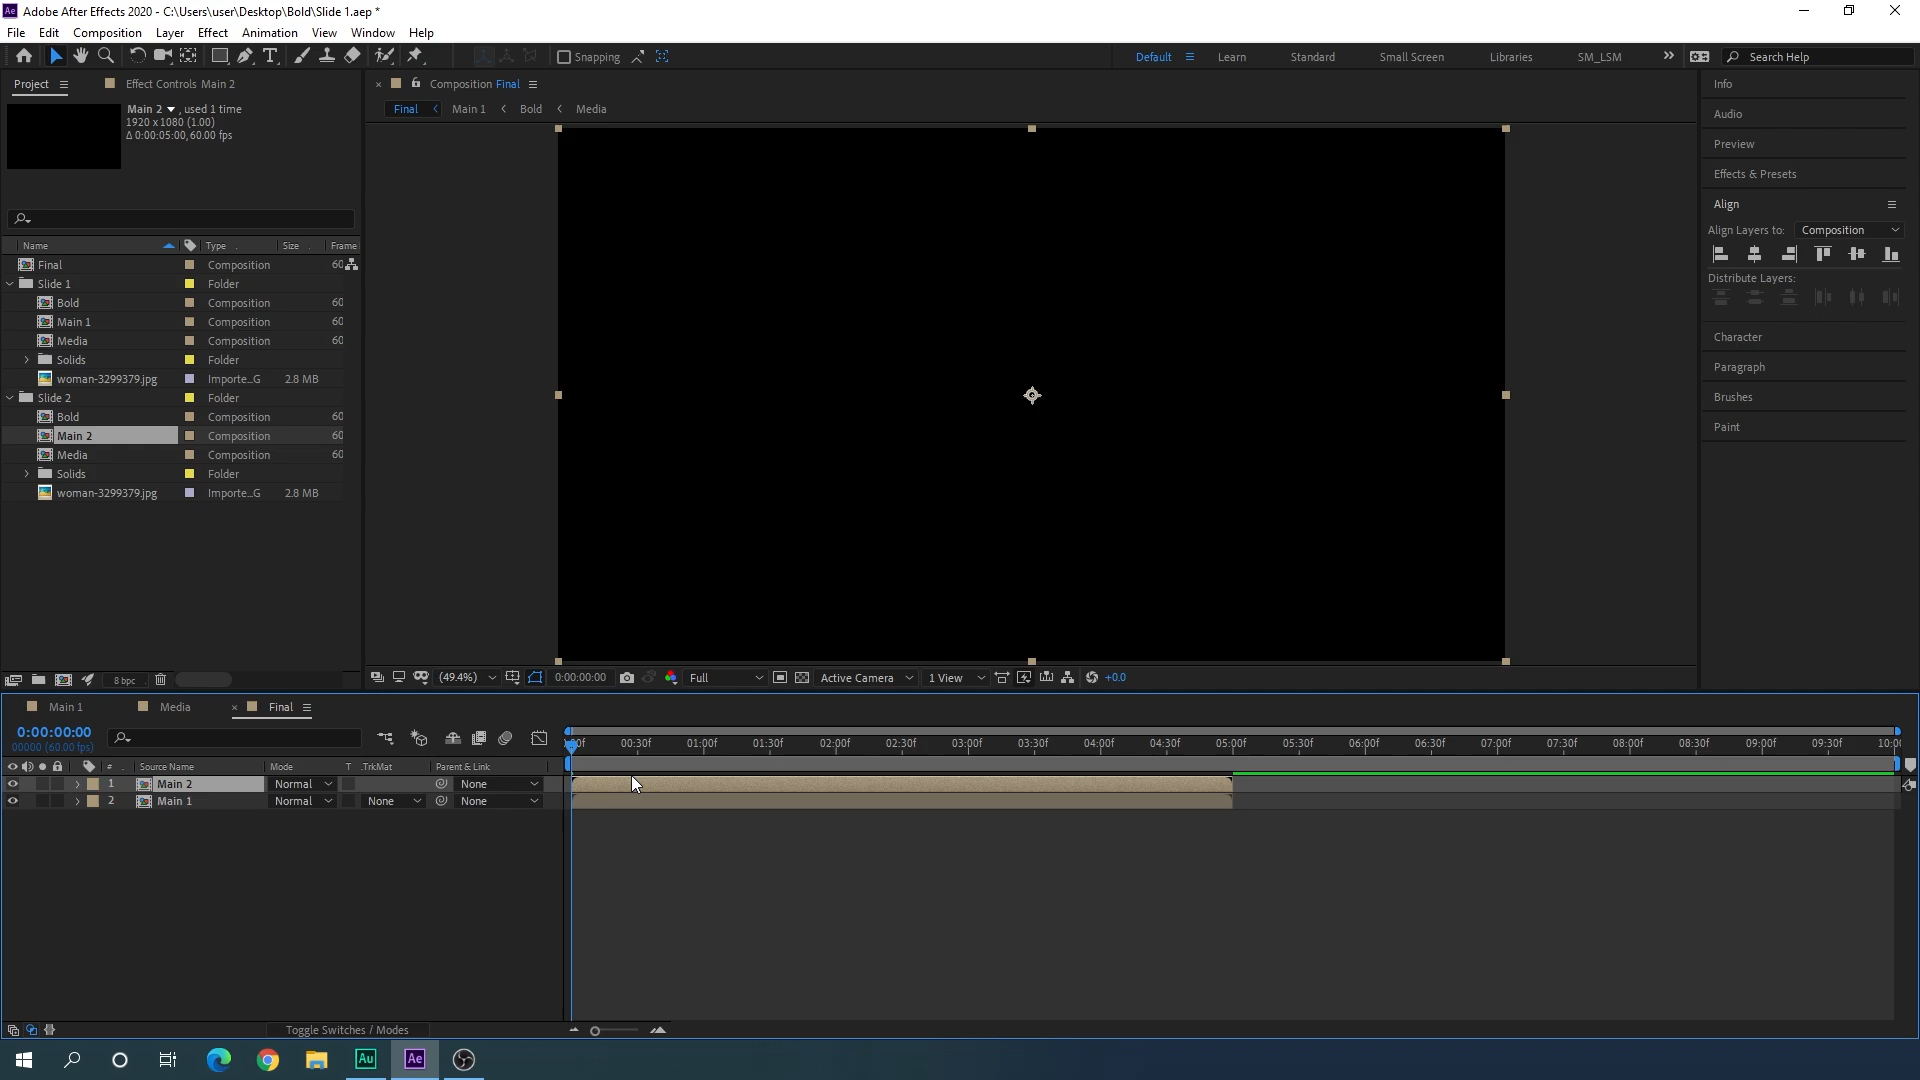 Ae Adobe After Effects 2020 - C:\Users\user\Desktop\Bold\Slide 1.aep *
File Edit Composition Layer Effect Animation View Window Help
Snapping Default Learn Standard Small Screen Libraries SM_LSM Search Help
Project Effect Controls Main 2
Composition Final
Final Main 1 Bold Media
Main 2 , used 1 time
1920 x 1080 (1.00)
Δ 0:00:05:00, 60.00 fps
Name Type Size Frame
Final Composition 60
Slide 1 Folder
Bold Composition 60
Main 1 Composition 60
Media Composition 60
Solids Folder
woman-3299379.jpg Importe...G 2.8 MB
Slide 2 Folder
Bold Composition 60
Main 2 Composition 60
Media Composition 60
Solids Folder
woman-3299379.jpg Importe...G 2.8 MB
8 bpc
(49.4%) 0:00:00:00 Full Active Camera 1 View +0.0
Info
Audio
Preview
Effects & Presets
Align
Align Layers to: Composition
Distribute Layers:
Character
Paragraph
Brushes
Paint
Main 1 Media Final
0:00:00:00
00000 (60.00 fps)
00:30f 01:00f 01:30f 02:00f 02:30f 03:00f 03:30f 04:00f 04:30f 05:00f 05:30f 06:00f 06:30f 07:00f 07:30f 08:00f 08:30f 09:00f 09:30f 10:00
# Source Name Mode T .TrkMat Parent & Link
1 Main 2 Normal None
2 Main 1 Normal None None
Toggle Switches / Modes
Au Ae